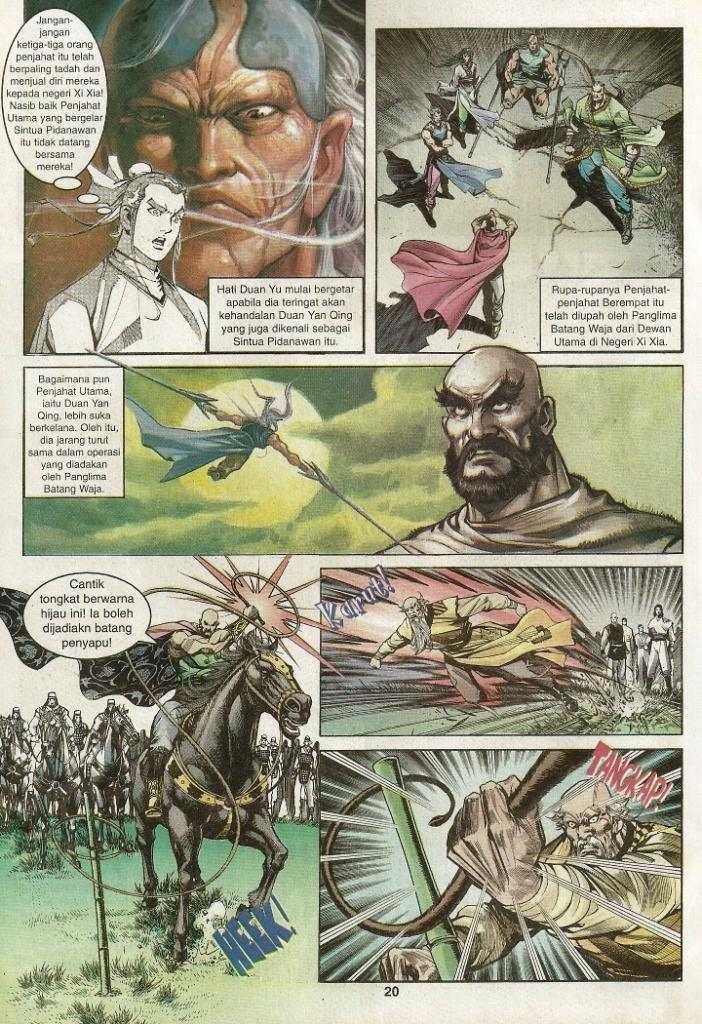 Jangan-
jangan
ketiga-tiga orang
penjahat itu telah
berpaling tadah dan
menjual diri mereka
kepada negeri Xi Xia!
Nasib baik Penjahat
Utama yang bergelar
Sintua Pidanawan
itu tidak datang
bersama
mereka!
Hati Duan Yu mulai bergetar
apabila dia teringat akan
kehandalan Duan Yan Qing
yang juga dikenali sebagai
Sintua Pidanawan itu.
Rupa-rupanya Penjahat-
penjahat Berempat itu
telah diupah oleh Panglima
Batang Waja dari Dewan
Utama di Negeri Xi Xia.
Bagaimana pun
Penjahat Utama,
iaitu Duan Yan
Qing, lebih suka
berkelana. Oleh itu,
dia jarang turut
sama dalam operasi
yang diadakan
oleh Panglima
Batang Waja.
Cantik
tongkat berwarna
hijau ini! Ia boleh
dijadiakn batang
penyapu!
HEEK!
TANGKAP!
20